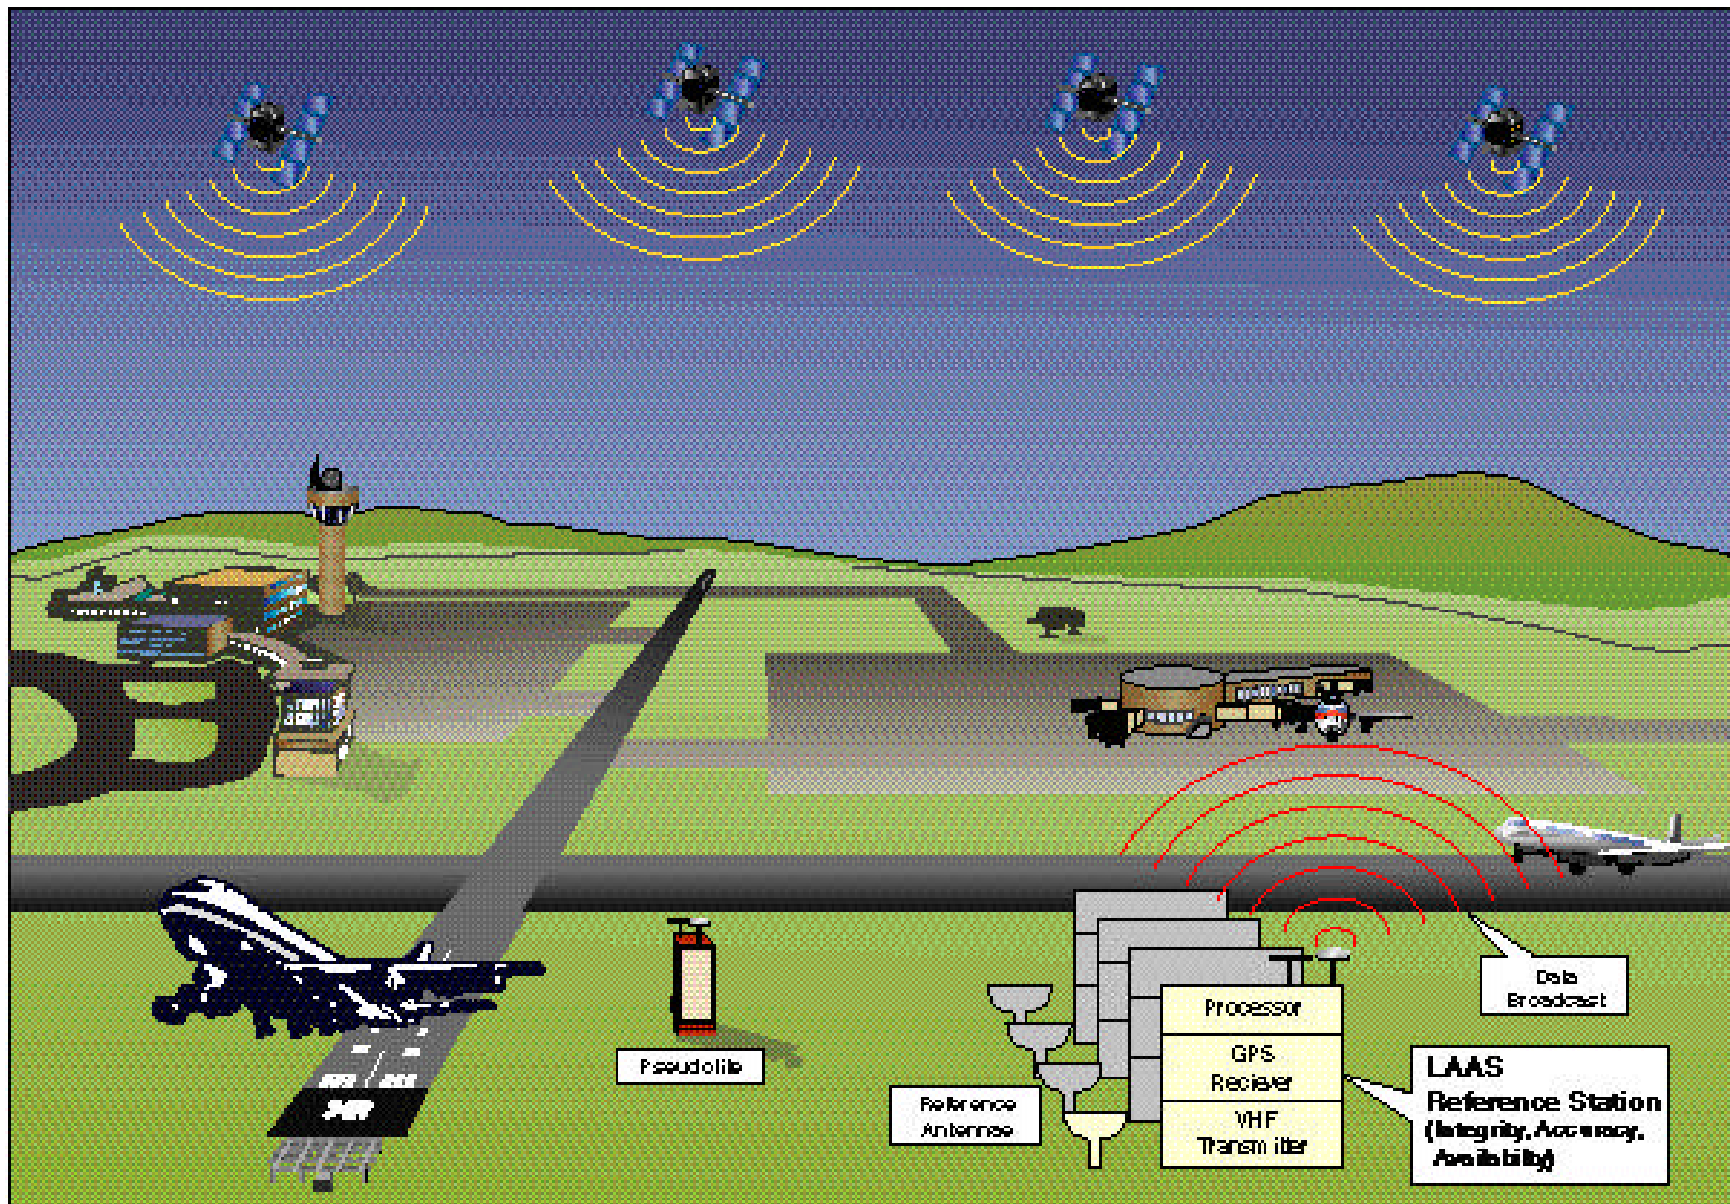 Data
Broadcast
Processor
GPS
Reciever
VHF
Transmitter
Pseudolite
Reference
Antennae
LAAS
Reference Station
(Integrity, Accuracy,
Availability)